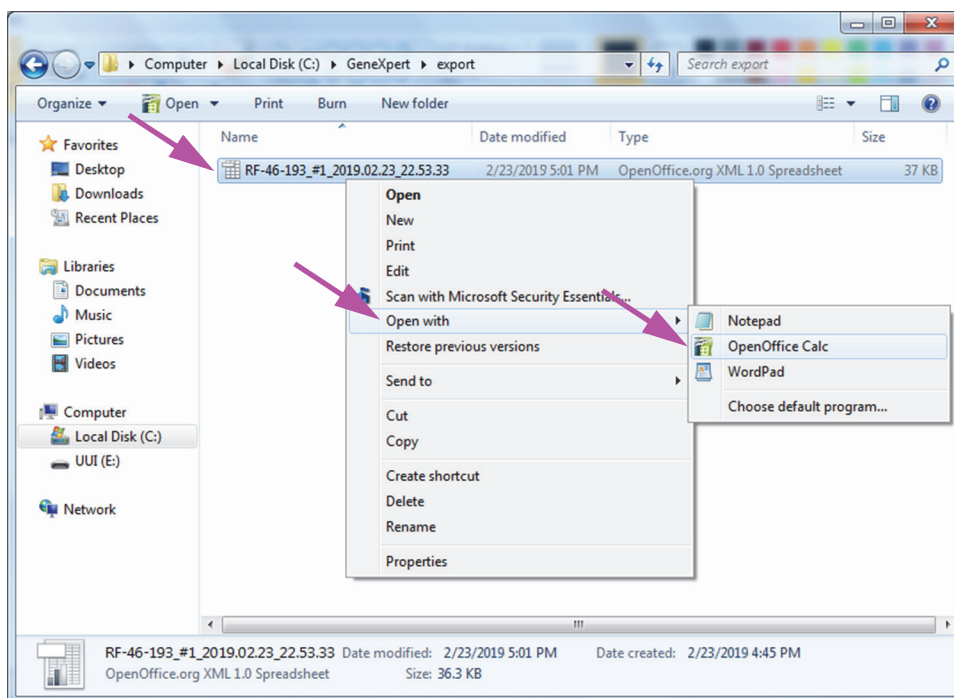 Computer Local Disk (C:) GeneXpert export Search export
Organize Open Print Burn New folder
Name Date modified Type Size
RF-46-193_#1_2019.02.23_22.53.33 2/23/2019 5:01 PM OpenOffice.org XML 1.0 Spreadsheet 37 KB
Favorites
Desktop
Downloads
Recent Places
Libraries
Documents
Music
Pictures
Videos
Computer
Local Disk (C:)
UUI (E:)
Network
Open
New
Print
Edit
Scan with Microsoft Security Essentials...
Open with
Restore previous versions
Send to
Cut
Copy
Create shortcut
Delete
Rename
Properties
Notepad
OpenOffice Calc
WordPad
Choose default program...
RF-46-193_#1_2019.02.23_22.53.33 Date modified: 2/23/2019 5:01 PM Date created: 2/23/2019 4:45 PM
OpenOffice.org XML 1.0 Spreadsheet Size: 36.3 KB